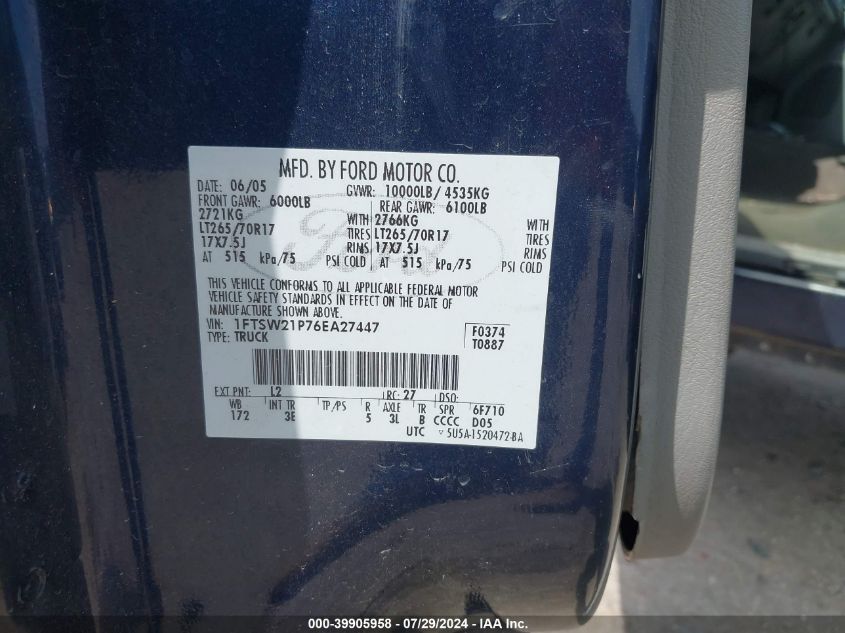 MFD. BY FORD MOTOR CO.
DATE: 06/05 GVWR: 10000LB/ 4535KG
FRONT GAWR: 6000LB REAR GAWR: 6100LB
2721KG WITH 2766KG WITH
LT265/70R17 TIRES LT265/70R17 TIRES
17X7.5J RIMS 17X7.5J RIMS
AT 515 kPa/75 PSI COLD AT 515 kPa/75 PSI COLD
THIS VEHICLE CONFORMS TO ALL APPLICABLE FEDERAL MOTOR
VEHICLE SAFETY STANDARDS IN EFFECT ON THE DATE OF
MANUFACTURE SHOWN ABOVE.
VIN: 1FTSW21P76EA27447 F0374
TYPE: TRUCK T0887
EXT PNT: L2 RC: 27 DSO:
WB INT TR TP/PS R AXLE TR SPR 6F710
172 3E 5 3L B CCCC D05
UTC ▽ 5U5A-1520472-BA
Ford
000-39905958 / 07/29/2024 / IAA Inc.